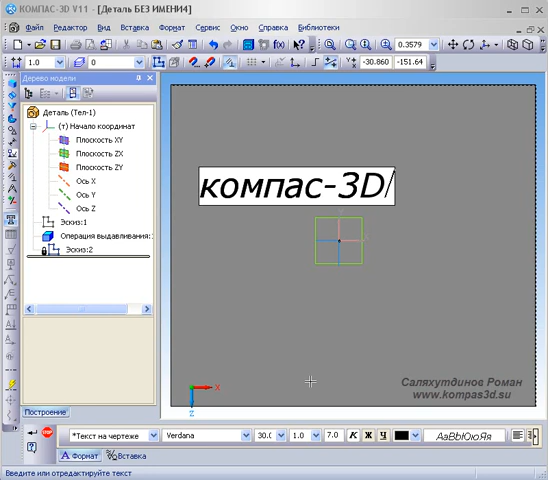 КОМПАС-3D V11 - [Деталь БЕЗ ИМЕНИ4]
Файл Редактор Вид Вставка Формат Сервис Окно Справка Библиотеки
0.3579
1.0 0 -30.860 -151.64
Дерево модели
Деталь (Тел-1)
(т) Начало координат
Плоскость XY
Плоскость ZX
Плоскость ZY
Ось X
Ось Y
Ось Z
Эскиз:1
Операция выдавливания:
Эскиз:2
компас-3D
X
Z
Саляхутдинов Роман
www.kompas3d.su
Построение
*Текст на чертеже Verdana 30. 1.0 7.0 К Ж Ч АаВbЮюЯя
Формат Вставка
Введите или отредактируйте текст